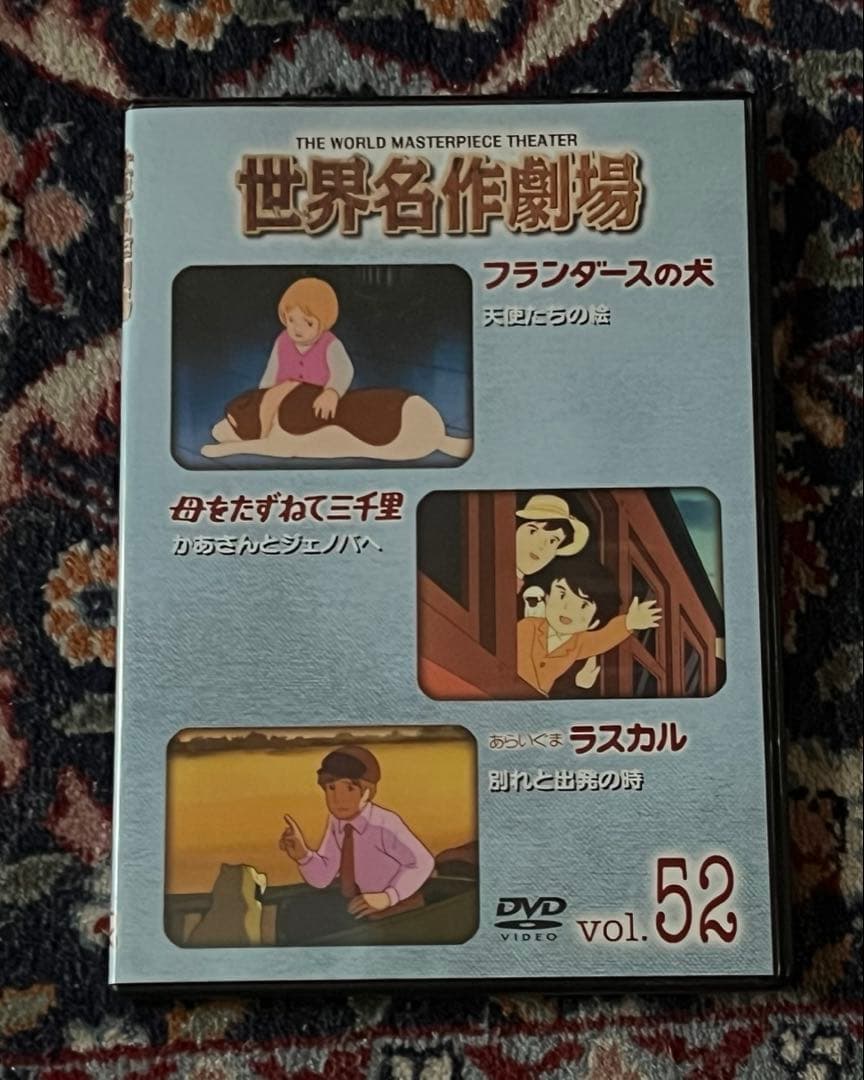 THE WORLD MASTERPIECE THEATER
世界名作劇場
フランダースの犬
天使たちの絵
母をたずねて三千里
かあさんとジェノバへ
あらいぐま ラスカル
別れと出発の時
DVD
VIDEO
vol.52